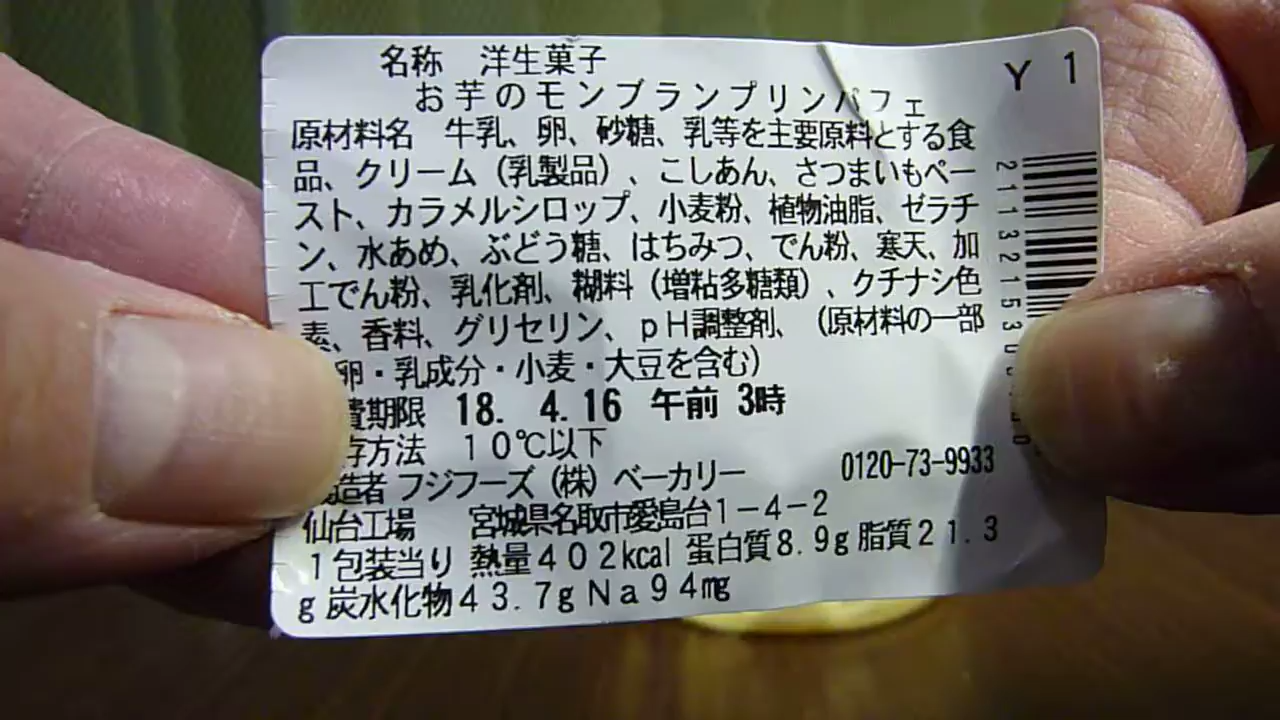 名称 洋生菓子
お芋のモンブランプリンパフェ
Y 1
原材料名 牛乳、卵、砂糖、乳等を主要原料とする食
品、クリーム（乳製品）、こしあん、さつまいもペー
スト、カラメルシロップ、小麦粉、植物油脂、ゼラチ
ン、水あめ、ぶどう糖、はちみつ、でん粉、寒天、加
工でん粉、乳化剤、糊料（増粘多糖類）、クチナシ色
素、香料、グリセリン、pH調整剤、（原材料の一部
卵・乳成分・小麦・大豆を含む）
費期限 18. 4.16 午前 3時
存方法 10℃以下
造者 フジフーズ（株）ベーカリー 0120-73-9933
仙台工場 宮城県名取市愛島台1-4-2
1包装当り 熱量402kcal 蛋白質8.9g 脂質21.3
g 炭水化物43.7g Na94mg